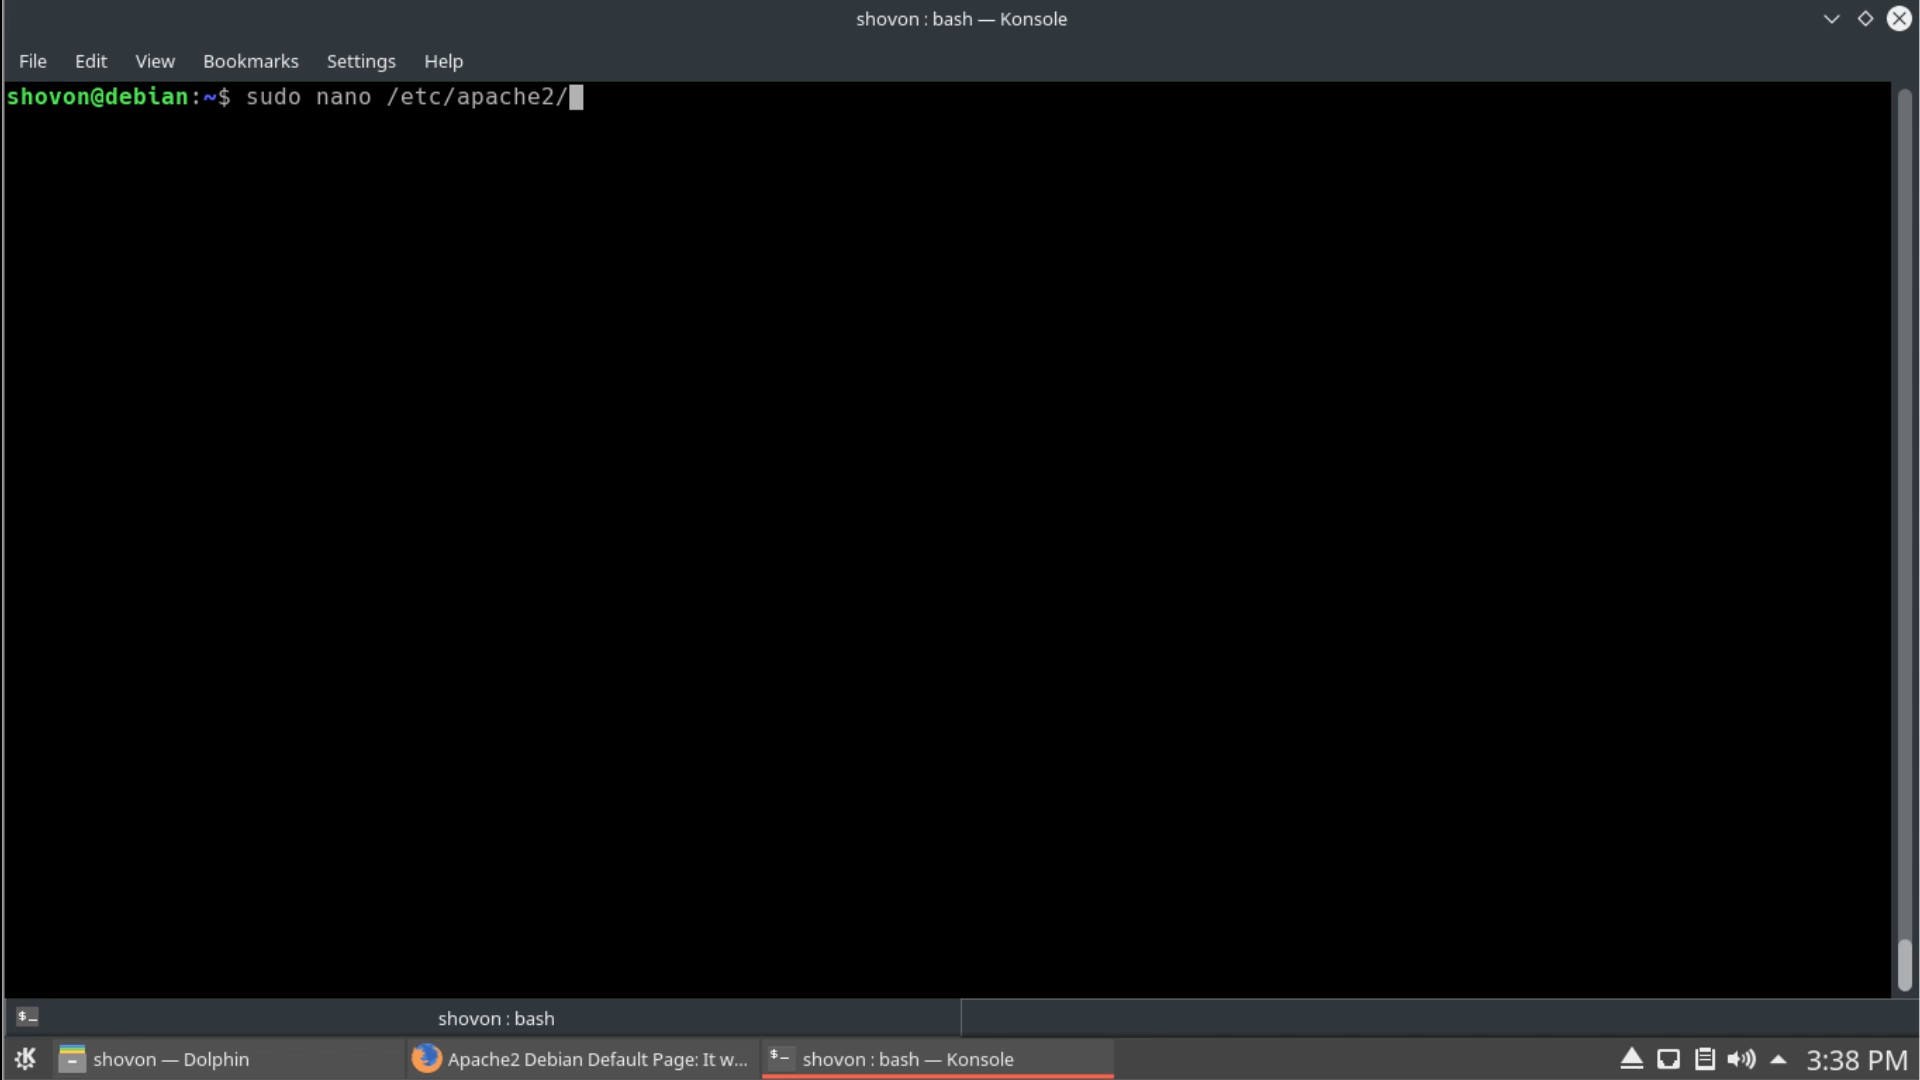 shovon : bash — Konsole
File Edit View Bookmarks Settings Help
shovon@debian:~$ sudo nano /etc/apache2/
$_ shovon : bash
shovon — Dolphin Apache2 Debian Default Page: It w... $_ shovon : bash — Konsole 3:38 PM